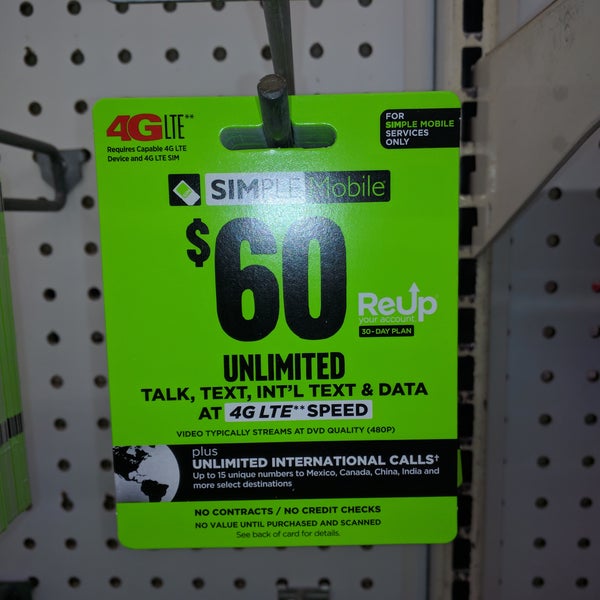 4G LTE**
Requires Capable 4G LTE
Device and 4G LTE SIM
FOR
SIMPLE MOBILE
SERVICES
ONLY
SIMPLE Mobile
$60
ReUp
your account
30-DAY PLAN
UNLIMITED
TALK, TEXT, INT'L TEXT & DATA
AT 4G LTE** SPEED
VIDEO TYPICALLY STREAMS AT DVD QUALITY (480P)
plus
UNLIMITED INTERNATIONAL CALLS†
Up to 15 unique numbers to Mexico, Canada, China, India and
more select destinations
NO CONTRACTS / NO CREDIT CHECKS
NO VALUE UNTIL PURCHASED AND SCANNED
See back of card for details.